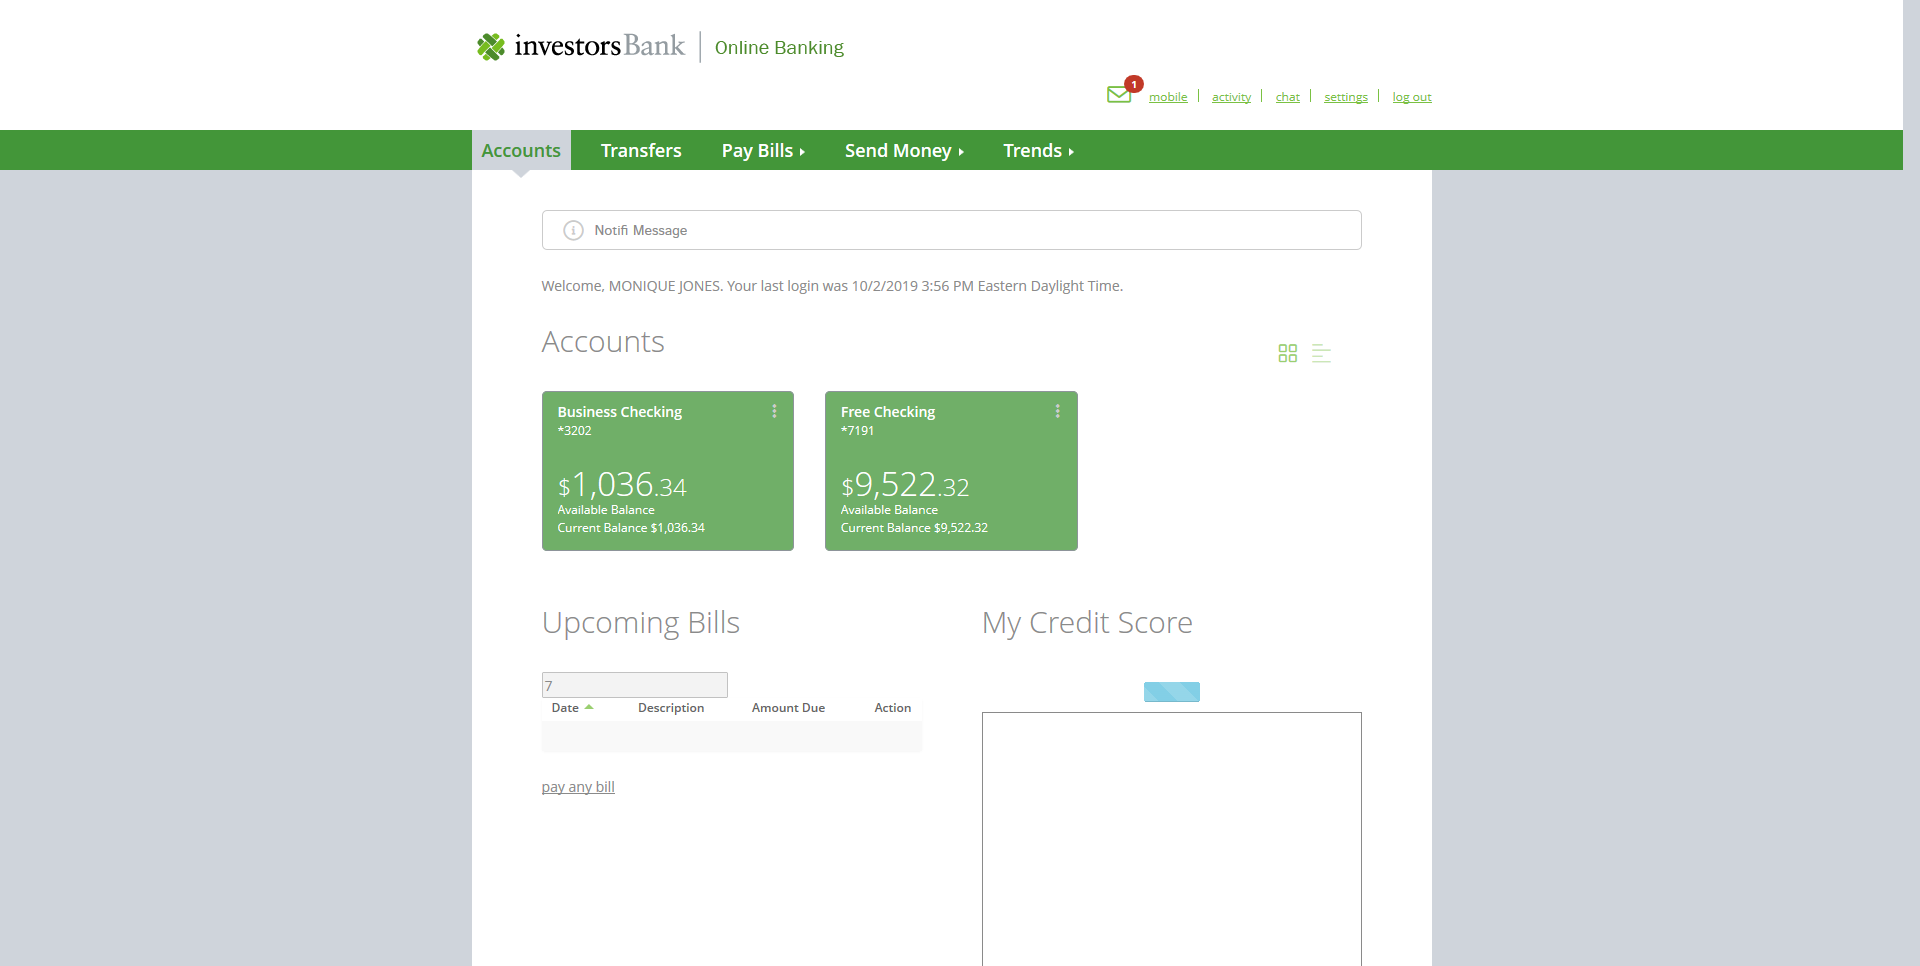 investorsBank Online Banking
1
mobile activity chat settings log out
Accounts Transfers Pay Bills Send Money Trends
Notifi Message
Welcome, MONIQUE JONES. Your last login was 10/2/2019 3:56 PM Eastern Daylight Time.
Accounts
Business Checking
*3202
$1,036.34
Available Balance
Current Balance $1,036.34
Free Checking
*7191
$9,522.32
Available Balance
Current Balance $9,522.32
Upcoming Bills
7
Date Description Amount Due Action
pay any bill
My Credit Score